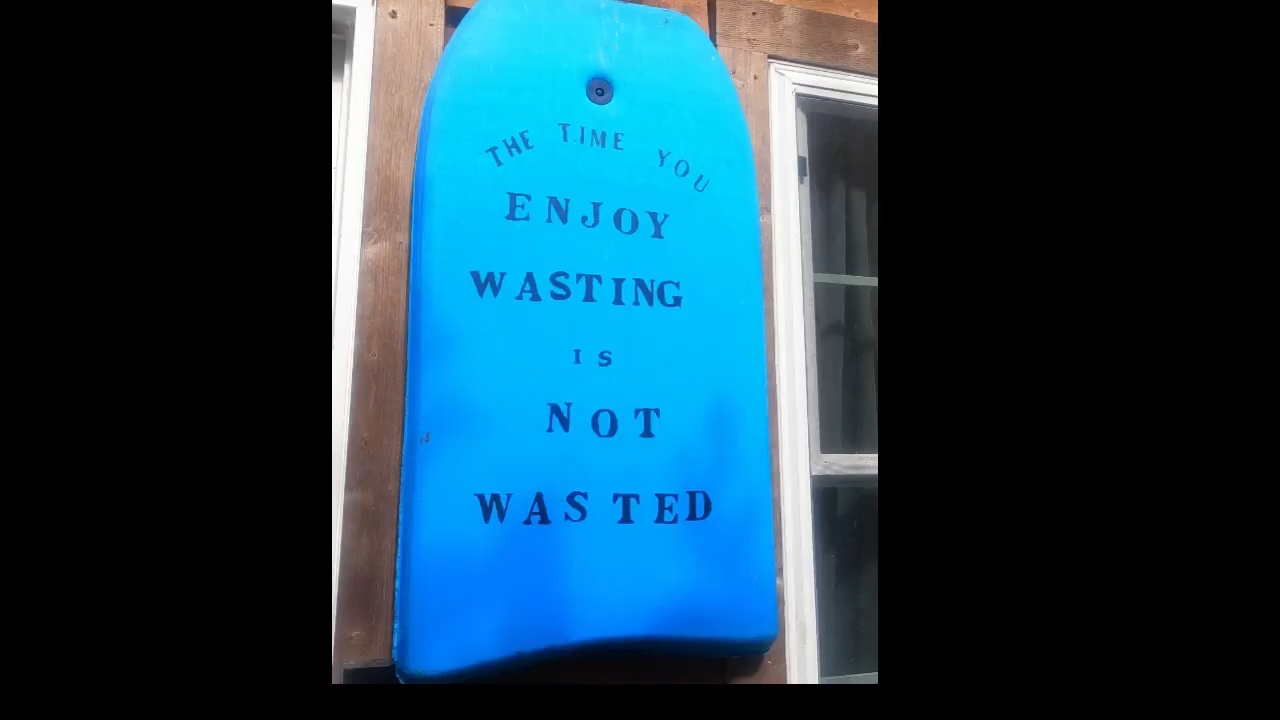 THE TIME YOU
ENJOY
WASTING
IS
NOT
WASTED